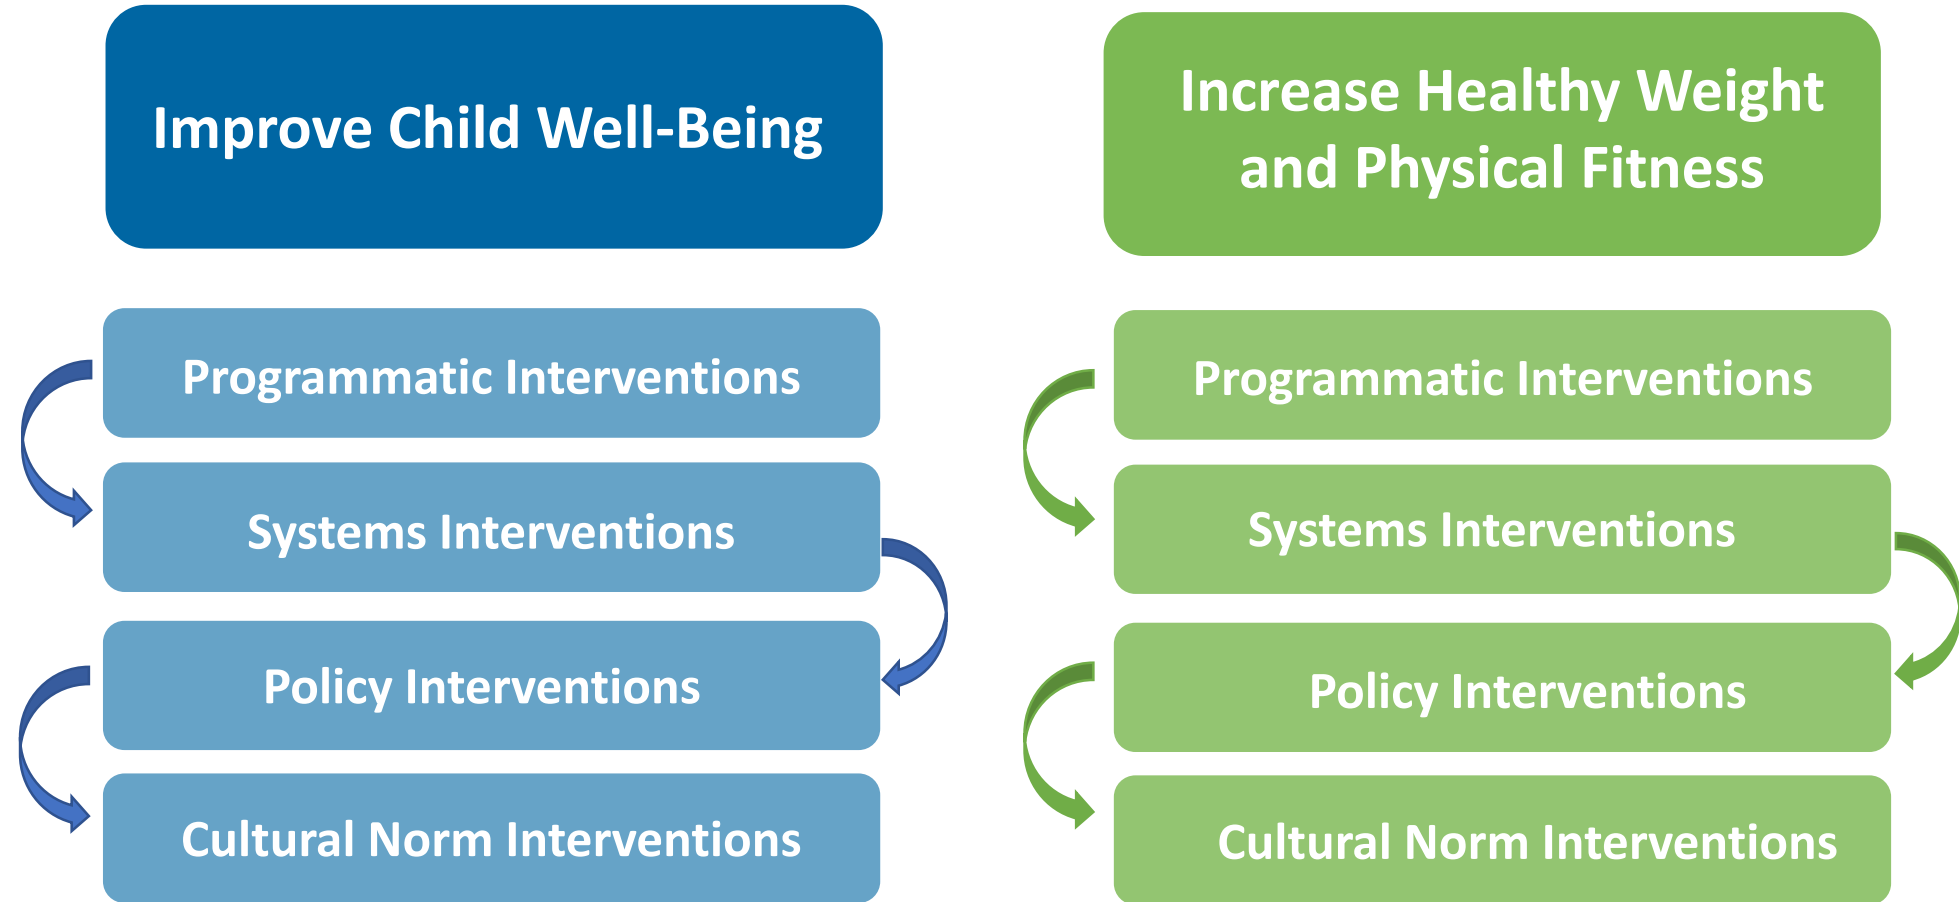 Improve Child Well-Being
Programmatic Interventions
Systems Interventions
Policy Interventions
Cultural Norm Interventions
Increase Healthy Weight
and Physical Fitness
Programmatic Interventions
Systems Interventions
Policy Interventions
Cultural Norm Interventions